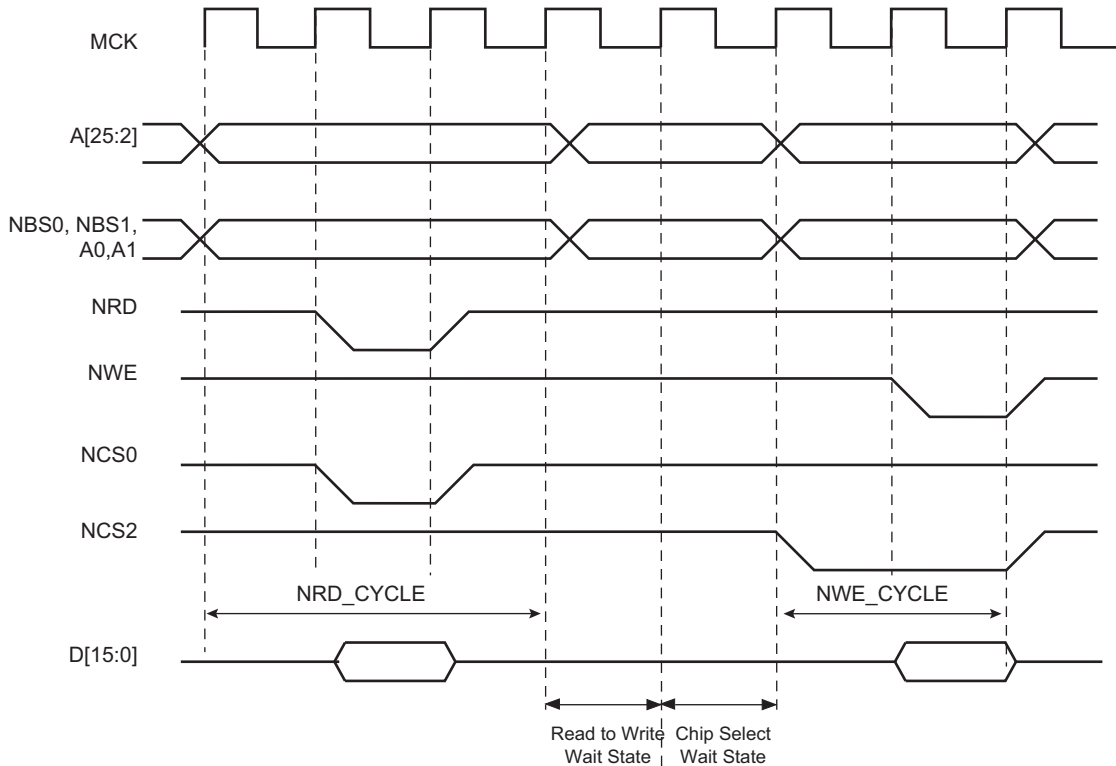 MCK
A[25:2]
NBS0, NBS1,
A0,A1
NRD
NWE
NCS0
NCS2
NRD_CYCLE
NWE_CYCLE
D[15:0]
Read to Write
Wait State
Chip Select
Wait State